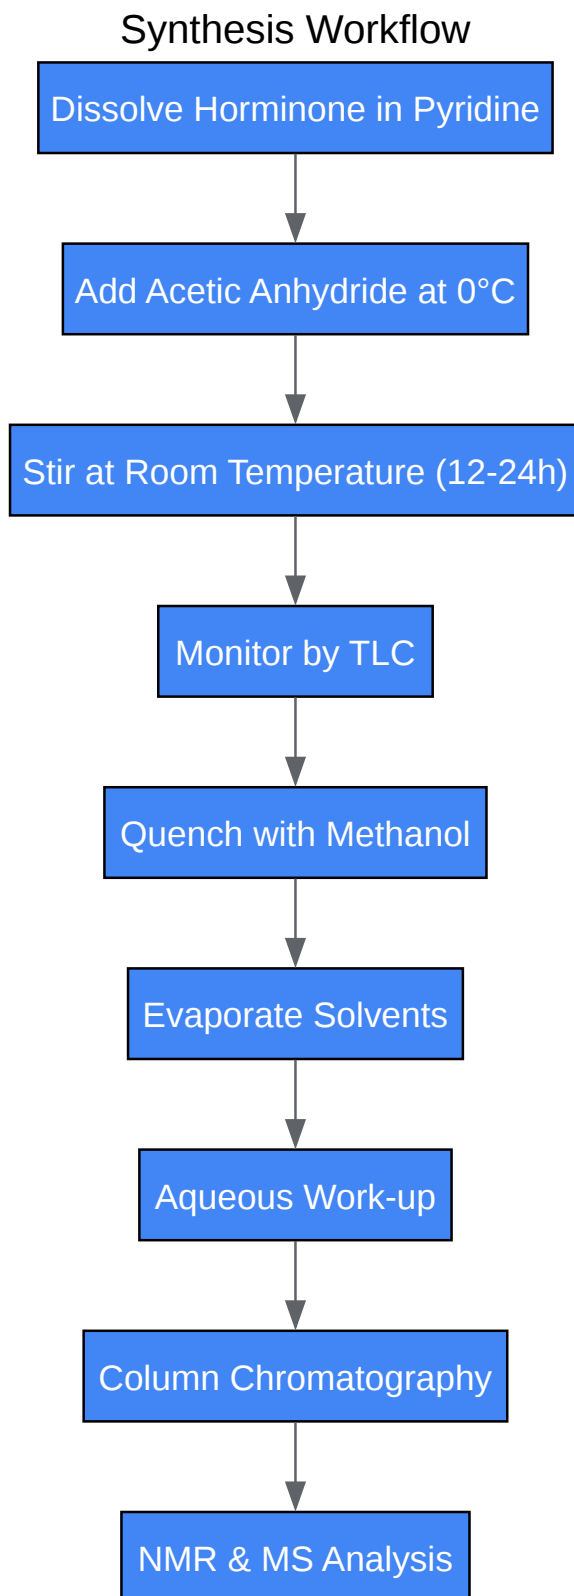 Synthesis Workflow
Dissolve Horminone in Pyridine
Add Acetic Anhydride at 0°C
Stir at Room Temperature (12-24h)
Monitor by TLC
Quench with Methanol
Evaporate Solvents
Aqueous Work-up
Column Chromatography
NMR & MS Analysis